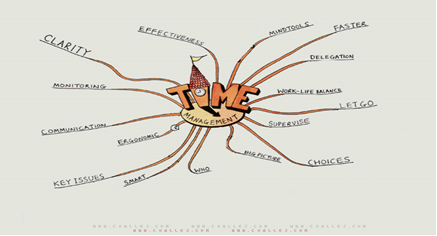 EFFECTIVENESS
MINDTOOLS
FASTER
CLARITY
DELEGATION
MONITORING
WORK-LIFE BALANCE
TIME
MANAGEMENT
LET GO
COMMUNICATION
SUPERVISE
ERGONOMIC
BIG PICTURE
CHOICES
KEY ISSUES
SMART
WHO